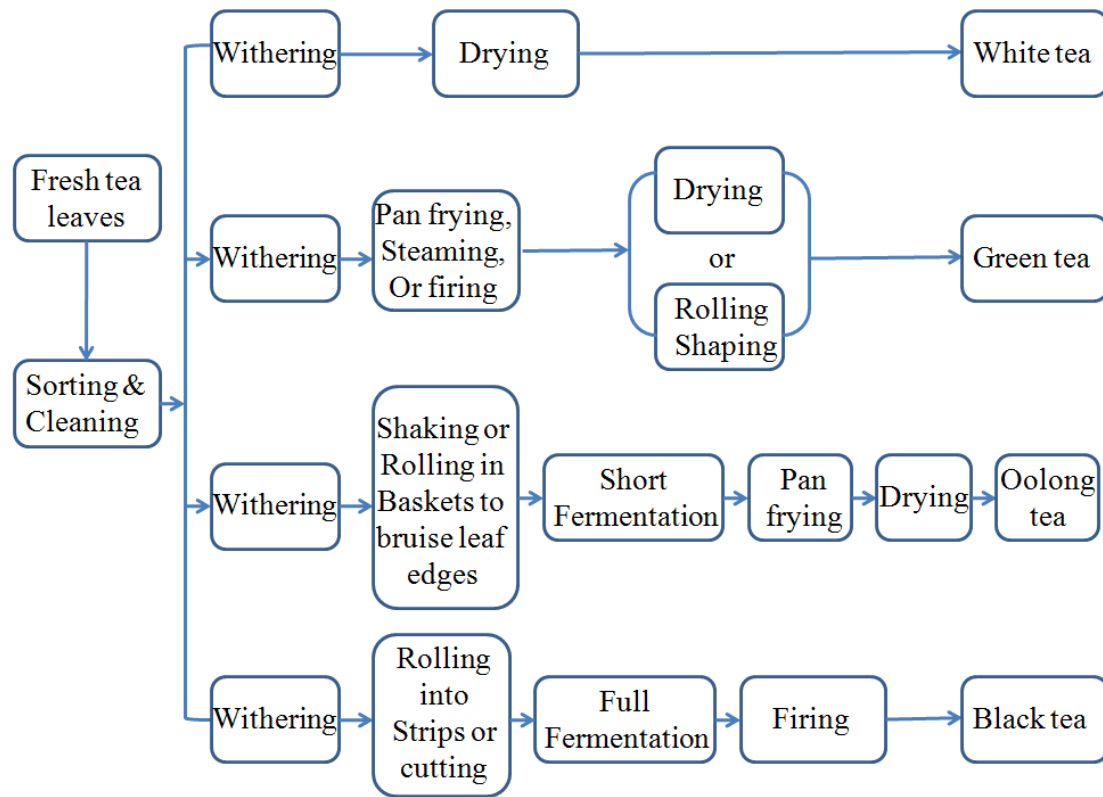 Fresh tea
leaves
Sorting &
Cleaning
Withering
Drying
White tea
Withering
Pan frying,
Steaming,
Or firing
Drying
or
Rolling
Shaping
Green tea
Withering
Shaking or
Rolling in
Baskets to
bruise leaf
edges
Short
Fermentation
Pan
frying
Drying
Oolong
tea
Withering
Rolling
into
Strips or
cutting
Full
Fermentation
Firing
Black tea